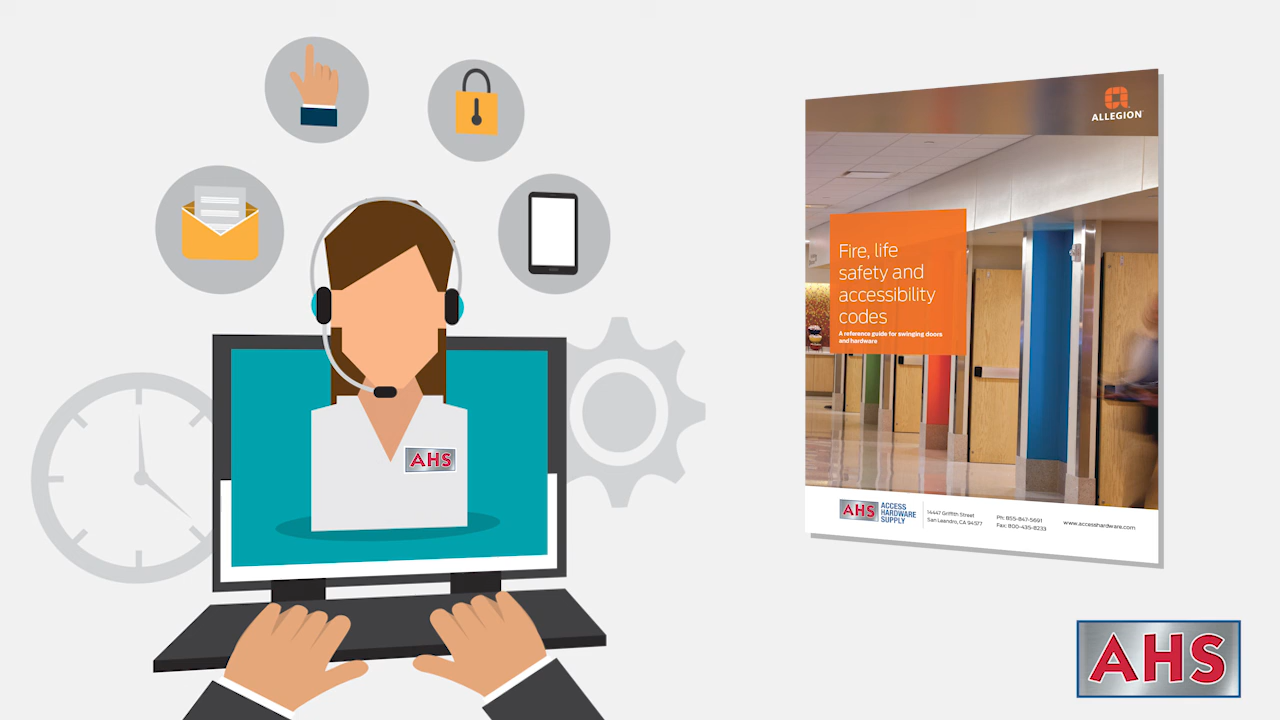 ALLEGION
Fire, life
safety and
accessibility
codes
A reference guide for swinging doors
and hardware
AHS
AHS
ACCESS
HARDWARE
SUPPLY
14447 Griffith Street
San Leandro, CA 94577
Ph: 855-847-5691
Fax: 800-435-8233
www.accesshardware.com
AHS